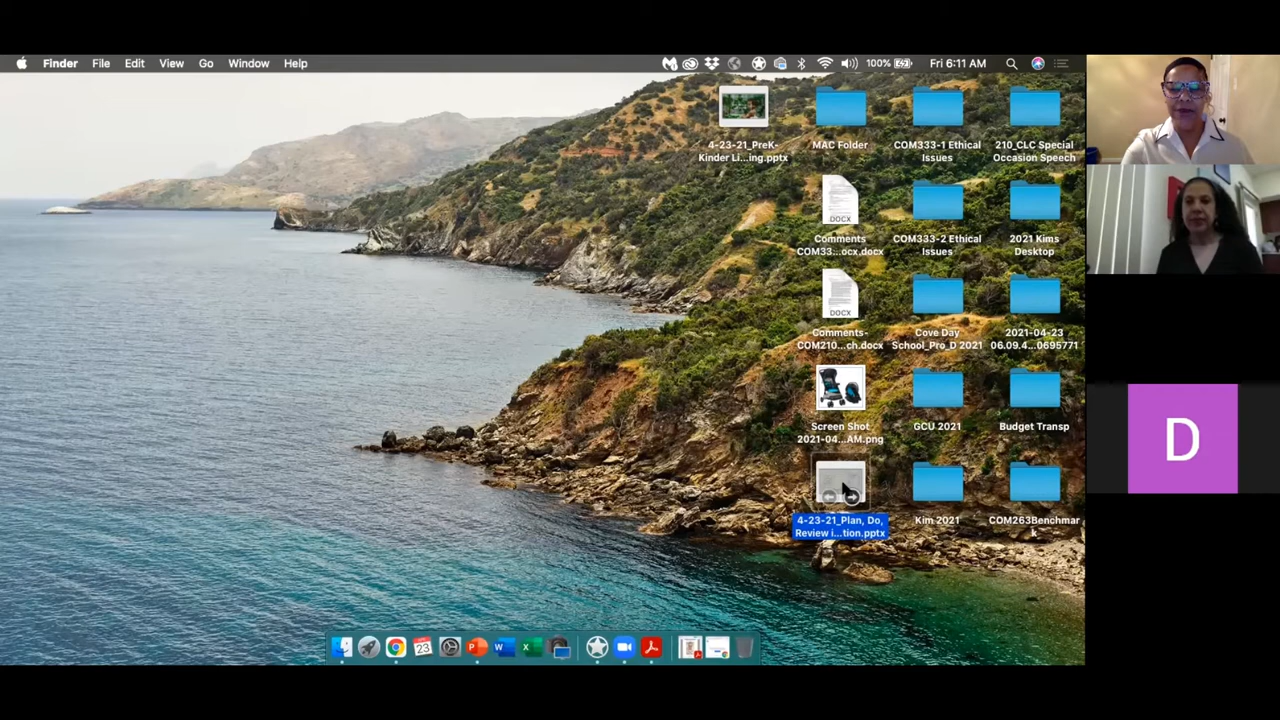 Finder File Edit View Go Window Help 100% Fri 6:11 AM
4-23-21_PreK-
Kinder Li...ing.pptx
MAC Folder
COM333-1 Ethical
Issues
210_CLC Special
Occasion Speech
DOCX
Comments
COM33...ocx.docx
COM333-2 Ethical
Issues
2021 Kims
Desktop
DOCX
Comments-
COM210...ch.docx
Cove Day
School_Pro_D 2021
2021-04-23
06.09.4...0695771
Screen Shot
2021-04...AM.png
GCU 2021
Budget Transp
4-23-21_Plan, Do,
Review i...tion.pptx
Kim 2021
COM263Benchmar
k
23
P
W
X
D